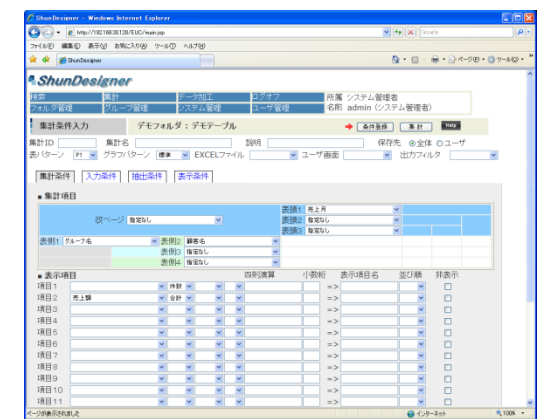 ShunDesigner - Windows Internet Explorer
http://192.168.30.128/EUC/main.jsp
Google
ファイル(F) 編集(E) 表示(V) お気に入り(A) ツール(T) ヘルプ(H)
ShunDesigner
ページ(P) ツール(O)
ShunDesigner
検索 集計 データ加工 ログオフ 所属 システム管理者
フォルダ管理 グループ管理 システム管理 ユーザ管理 名前 admin (システム管理者)
集計条件入力 デモフォルダ : デモテーブル 条件登録 集計 Help
集計ID 集計名 説明 保存先 全体 ユーザ
表パターン P1 グラフパターン 標準 EXCELファイル ユーザ画面 出力フィルタ
集計条件 入力条件 抽出条件 表示条件
■ 集計項目
改ページ 指定なし
表頭1 売上月
表頭2 指定なし
表頭3 指定なし
表側1 グループ名 表側2 顧客名
表側3 指定なし
表側4 指定なし
■ 表示項目 四則演算 小数桁 表示項目名 並び順 非表示
項目1 件数 =>
項目2 売上額 合計 =>
項目3 =>
項目4 =>
項目5 =>
項目6 =>
項目7 =>
項目8 =>
項目9 =>
項目10 =>
項目11 =>
ページが表示されました インターネット 100%